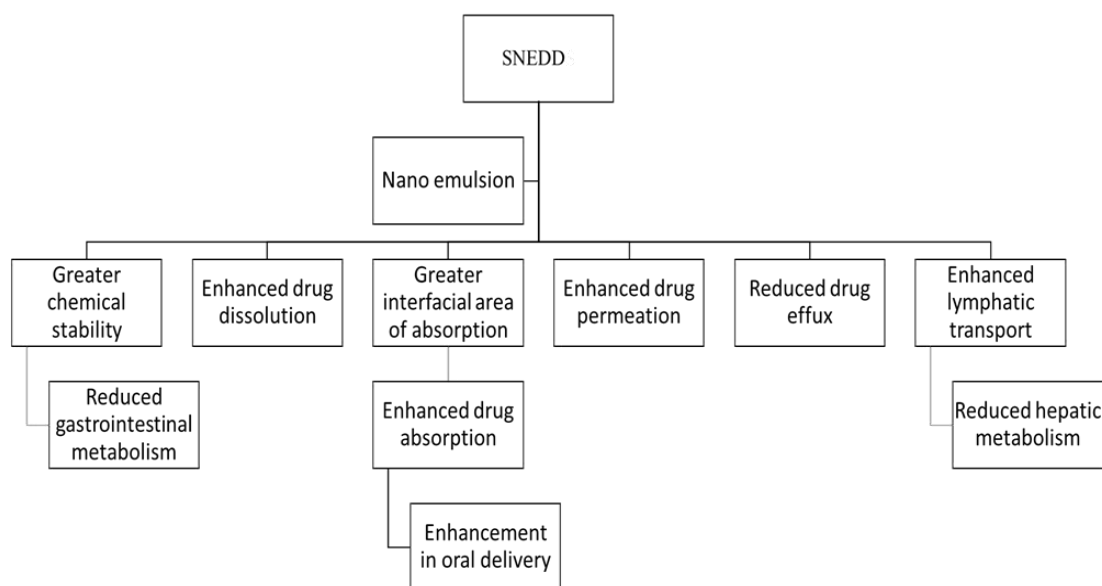 SNEDD
Nano emulsion
Greater
chemical
stability
Enhanced drug
dissolution
Greater
interfacial area
of absorption
Enhanced drug
permeation
Reduced drug
effux
Enhanced
lymphatic
transport
Reduced
gastrointestinal
metabolism
Enhanced drug
absorption
Reduced hepatic
metabolism
Enhancement
in oral delivery